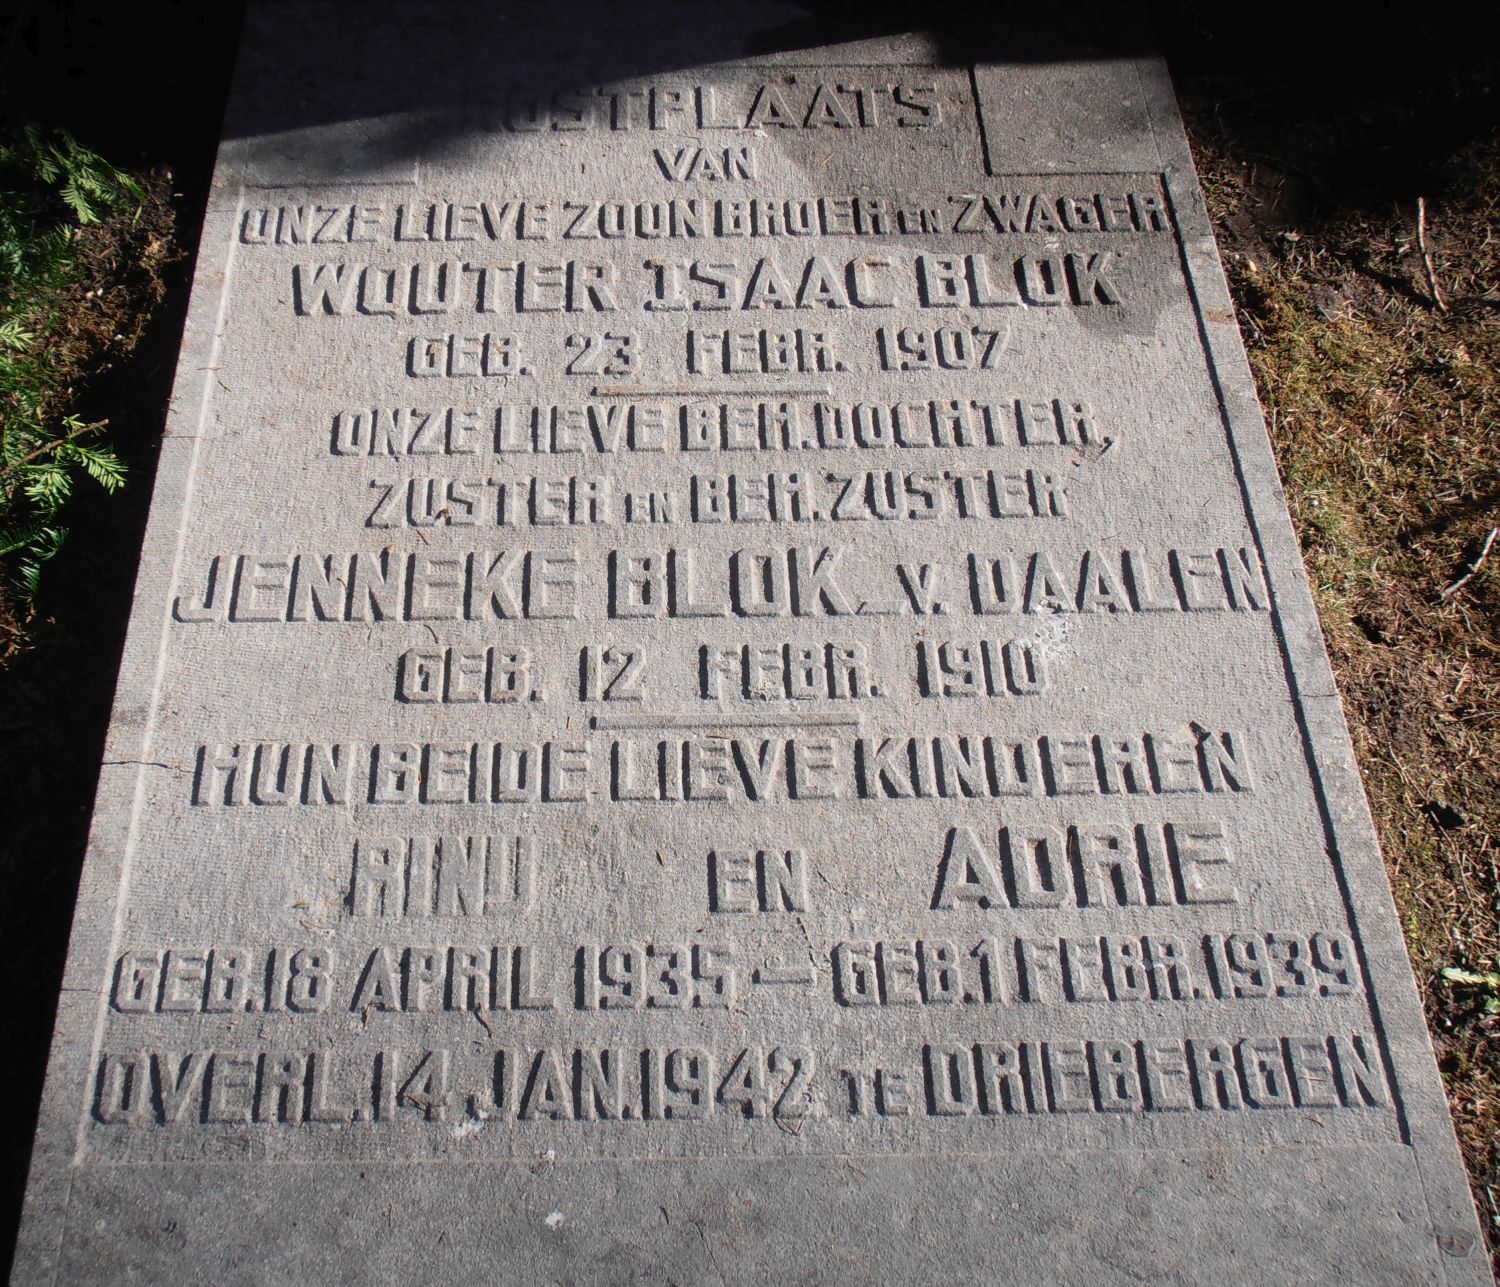 RUSTPLAATS
VAN
ONZE LIEVE ZOON BROER EN ZWAGER
WOUTER ISAAC BLOK
GEB. 23 FEBR. 1907
ONZE LIEVE BEH. DOCHTER,
ZUSTER EN BEH. ZUSTER
JENNEKE BLOK - V. DAALEN
GEB. 12 FEBR. 1910
HUN BEIDE LIEVE KINDEREN
RINU EN ADRIE
GEB. 18 APRIL 1935 - GEB. 1 FEBR. 1939
OVERL. 14 JAN. 1942 TE DRIEBERGEN